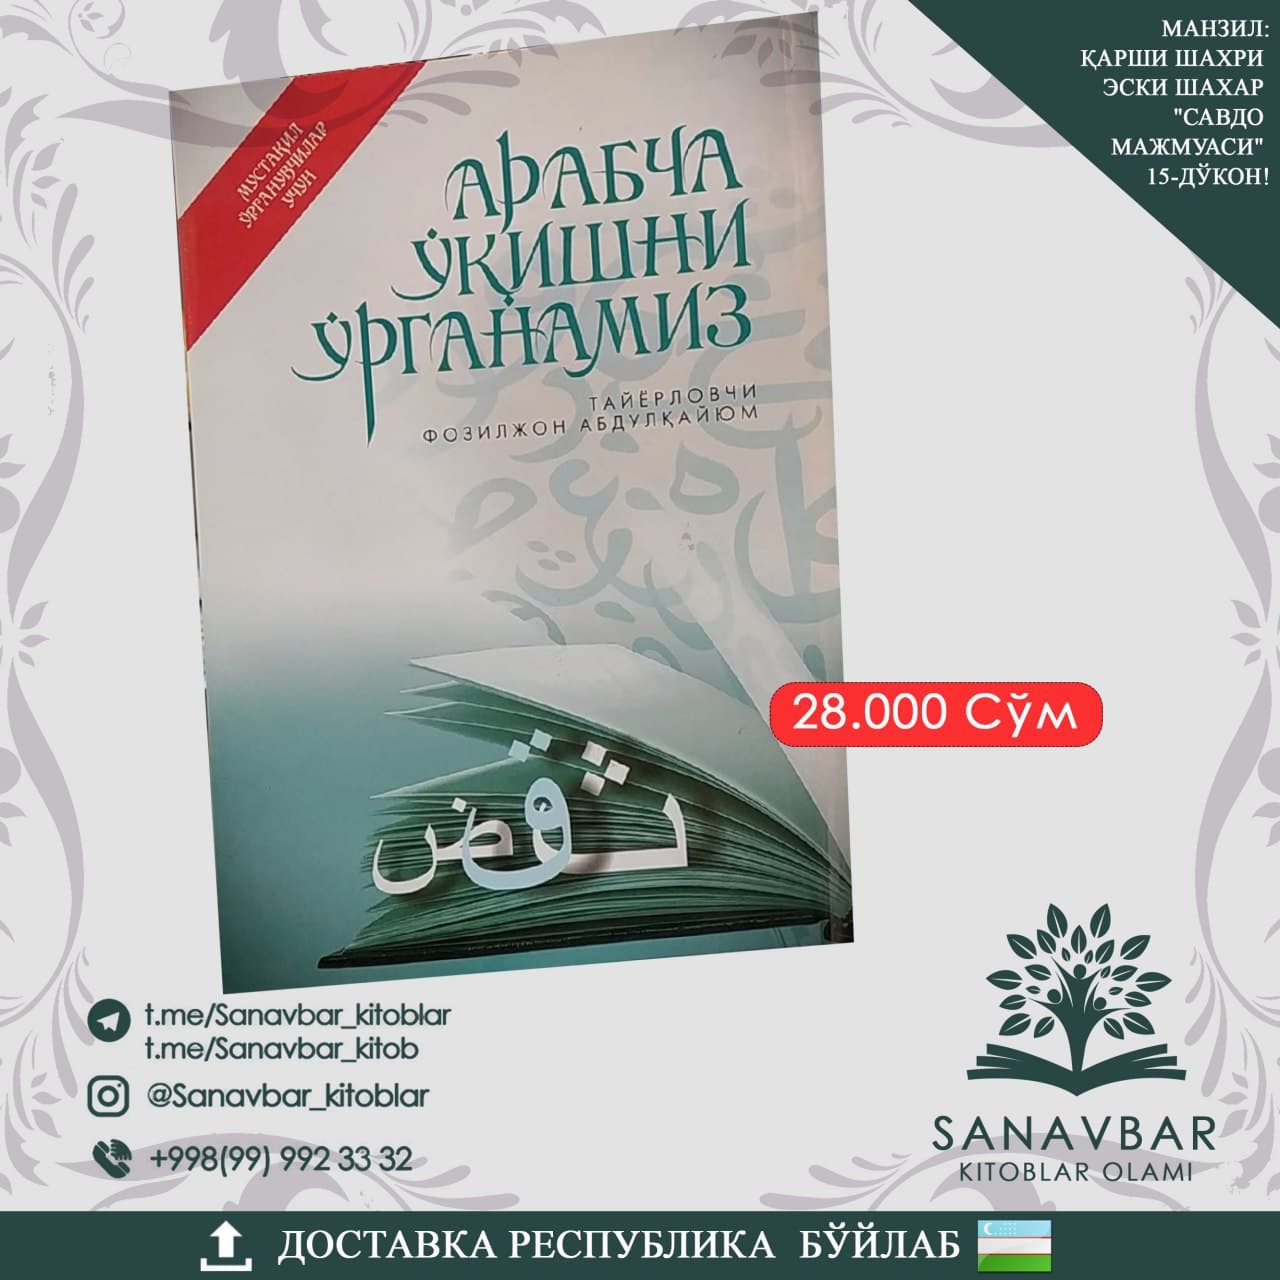 МАНЗИЛ:
ҚАРШИ ШАХРИ
ЭСКИ ШАХАР
"САВДО
МАЖМУАСИ"
15-ДЎКОН!
МУСТАҚИЛ
ЎРГАНУВЧИЛАР
УЧУН
АРАБЧА
ЎҚИШНИ
ЎРГАНАМИЗ
ТАЙЁРЛОВЧИ
ФОЗИЛЖОН АБДУЛҚАЙЮМ
28.000 Сўм
t.me/Sanavbar_kitoblar
t.me/Sanavbar_kitob
@Sanavbar_kitoblar
+998(99) 992 33 32
SANAVBAR
KITOBLAR OLAMI
ДОСТАВКА РЕСПУБЛИКА БЎЙЛАБ